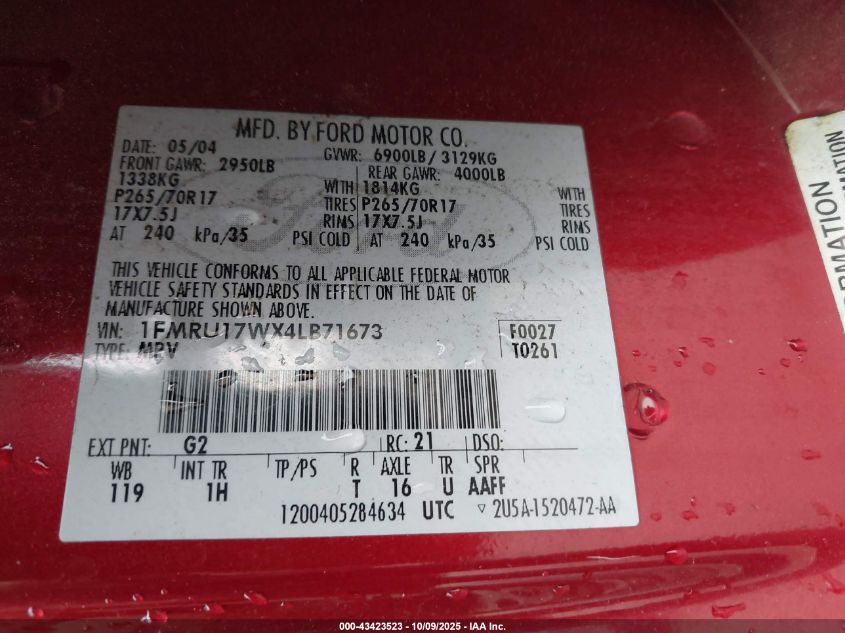 MFD. BY FORD MOTOR CO.
DATE: 05/04 GVWR: 6900LB/ 3129KG
FRONT GAWR: 2950LB REAR GAWR: 4000LB
1338KG WITH 1814KG WITH
P265/70R17 TIRES P265/70R17 TIRES
17X7.5J RIMS 17X7.5J RIMS
AT 240 kPa/35 PSI COLD AT 240 kPa/35 PSI COLD
THIS VEHICLE CONFORMS TO ALL APPLICABLE FEDERAL MOTOR
VEHICLE SAFETY STANDARDS IN EFFECT ON THE DATE OF
MANUFACTURE SHOWN ABOVE.
VIN: 1FMRU17WX4LB71673 F0027
TYPE: MPV T0261
EXT PNT: G2 RC: 21 DSO:
WB INT TR TP/PS R AXLE TR SPR
119 1H T 16 U AAFF
1200405284634 UTC ▽ 2U5A-1520472-AA
Ford
000-43423523 - 10/09/2025 - IAA Inc.